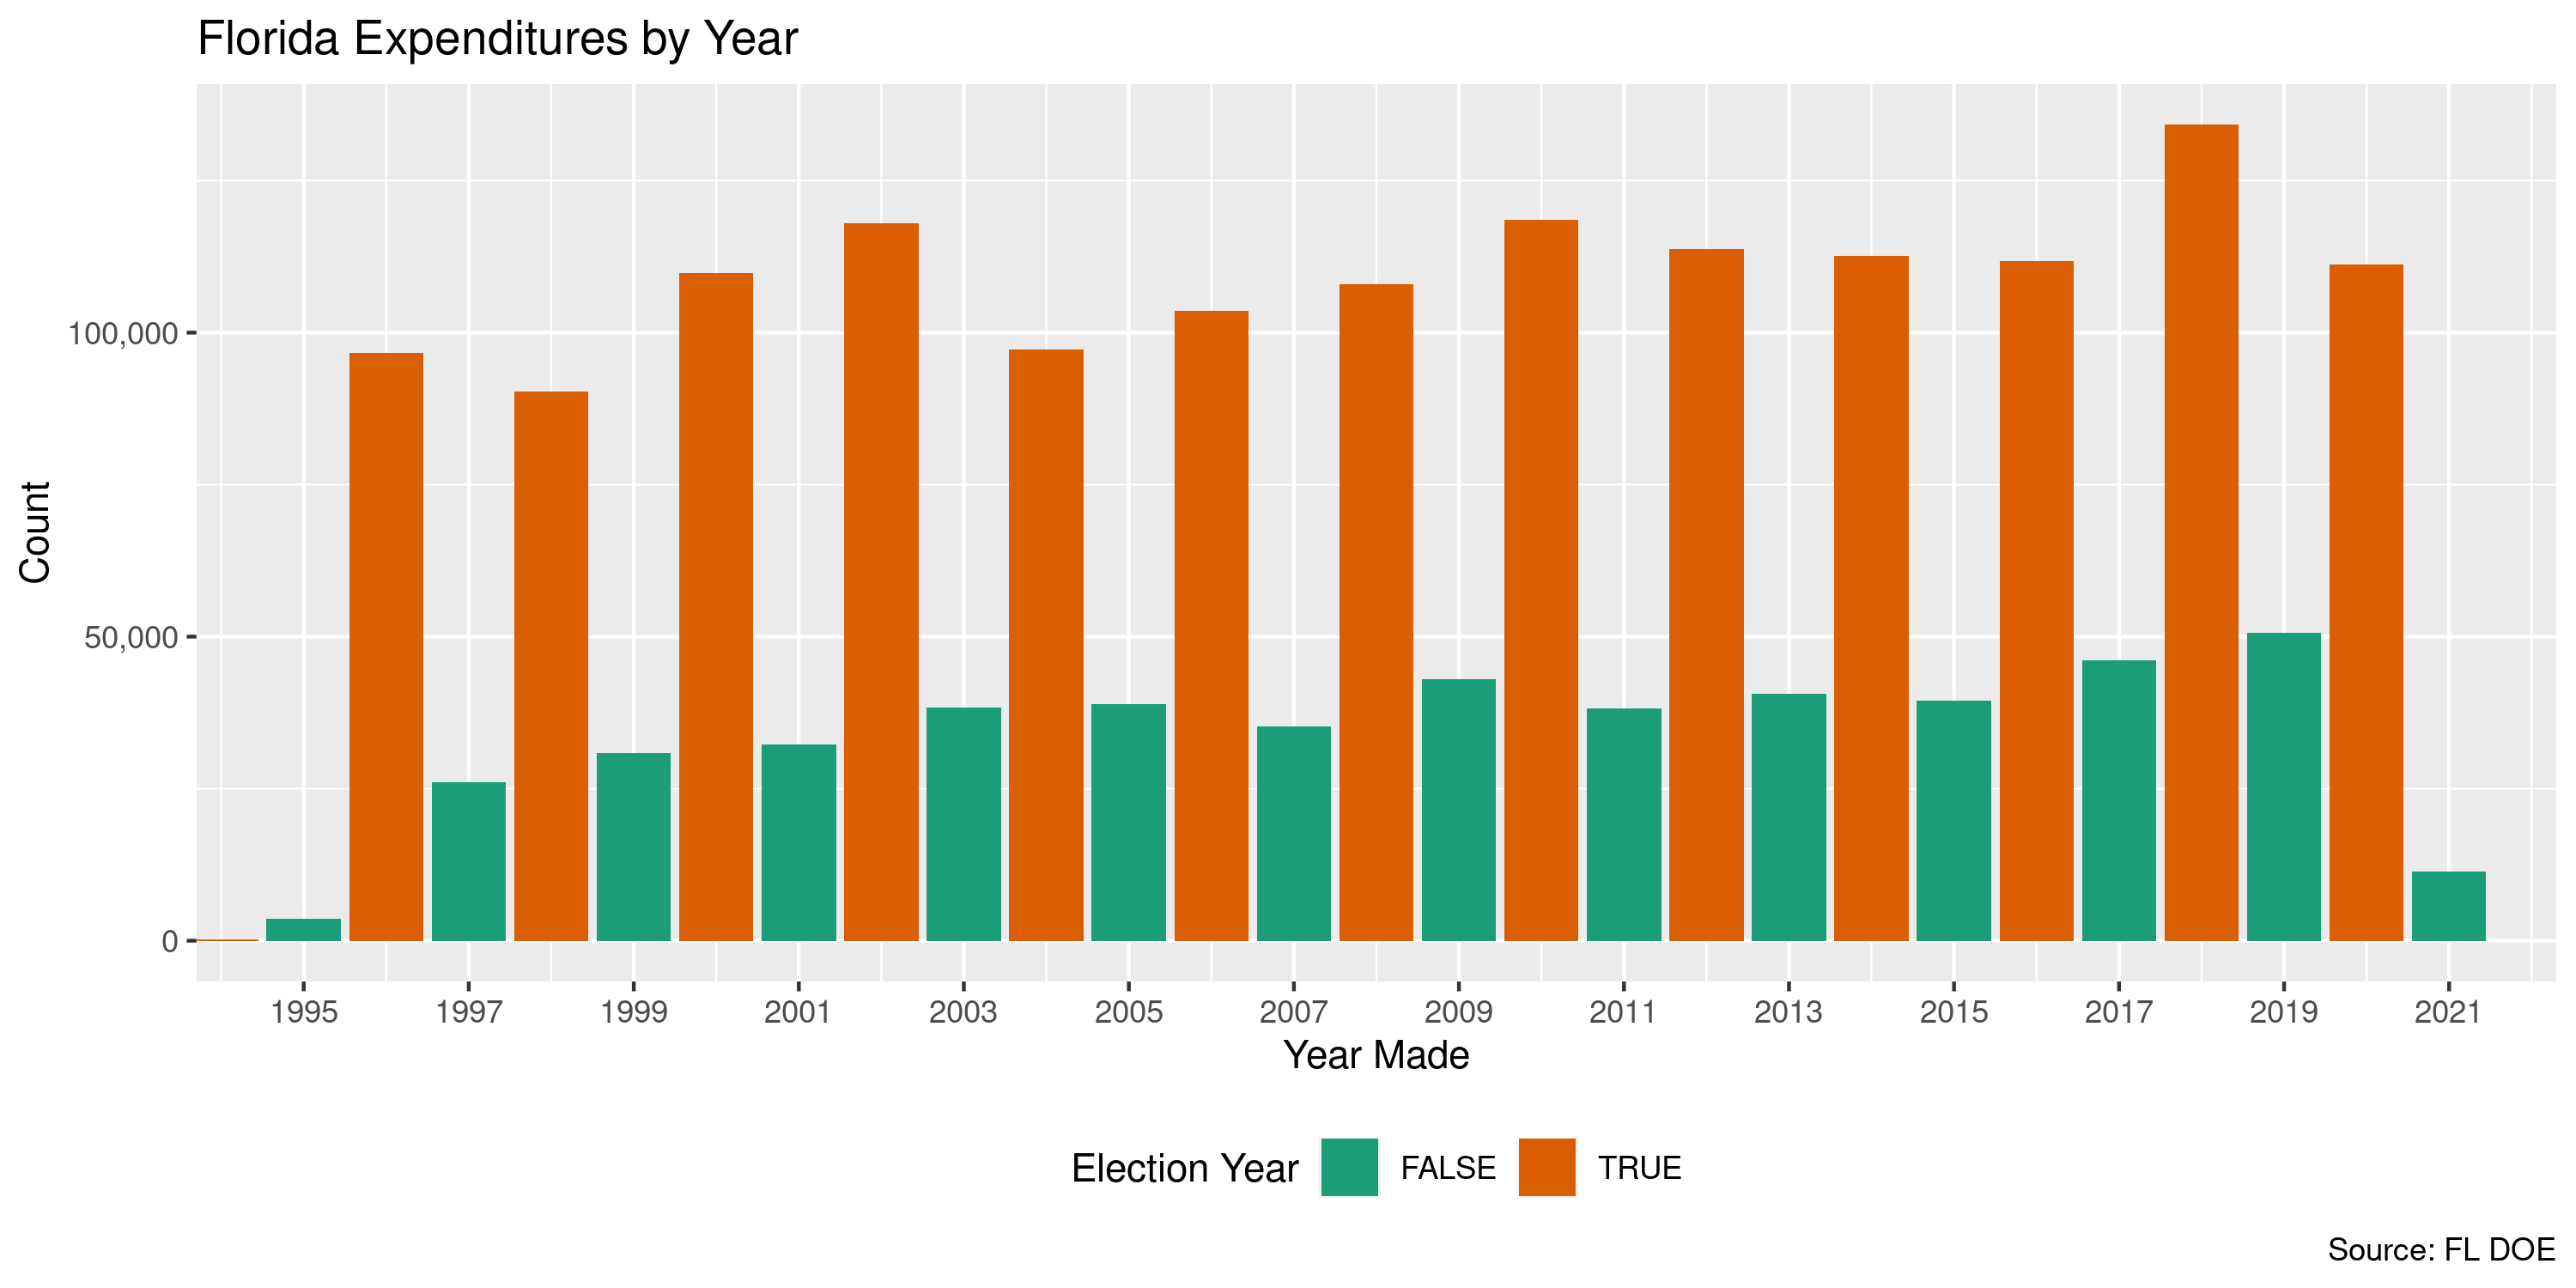 Florida Expenditures by Year
Count
100,000
50,000
0
1995 1997 1999 2001 2003 2005 2007 2009 2011 2013 2015 2017 2019 2021
Year Made
Election Year FALSE TRUE
Source: FL DOE